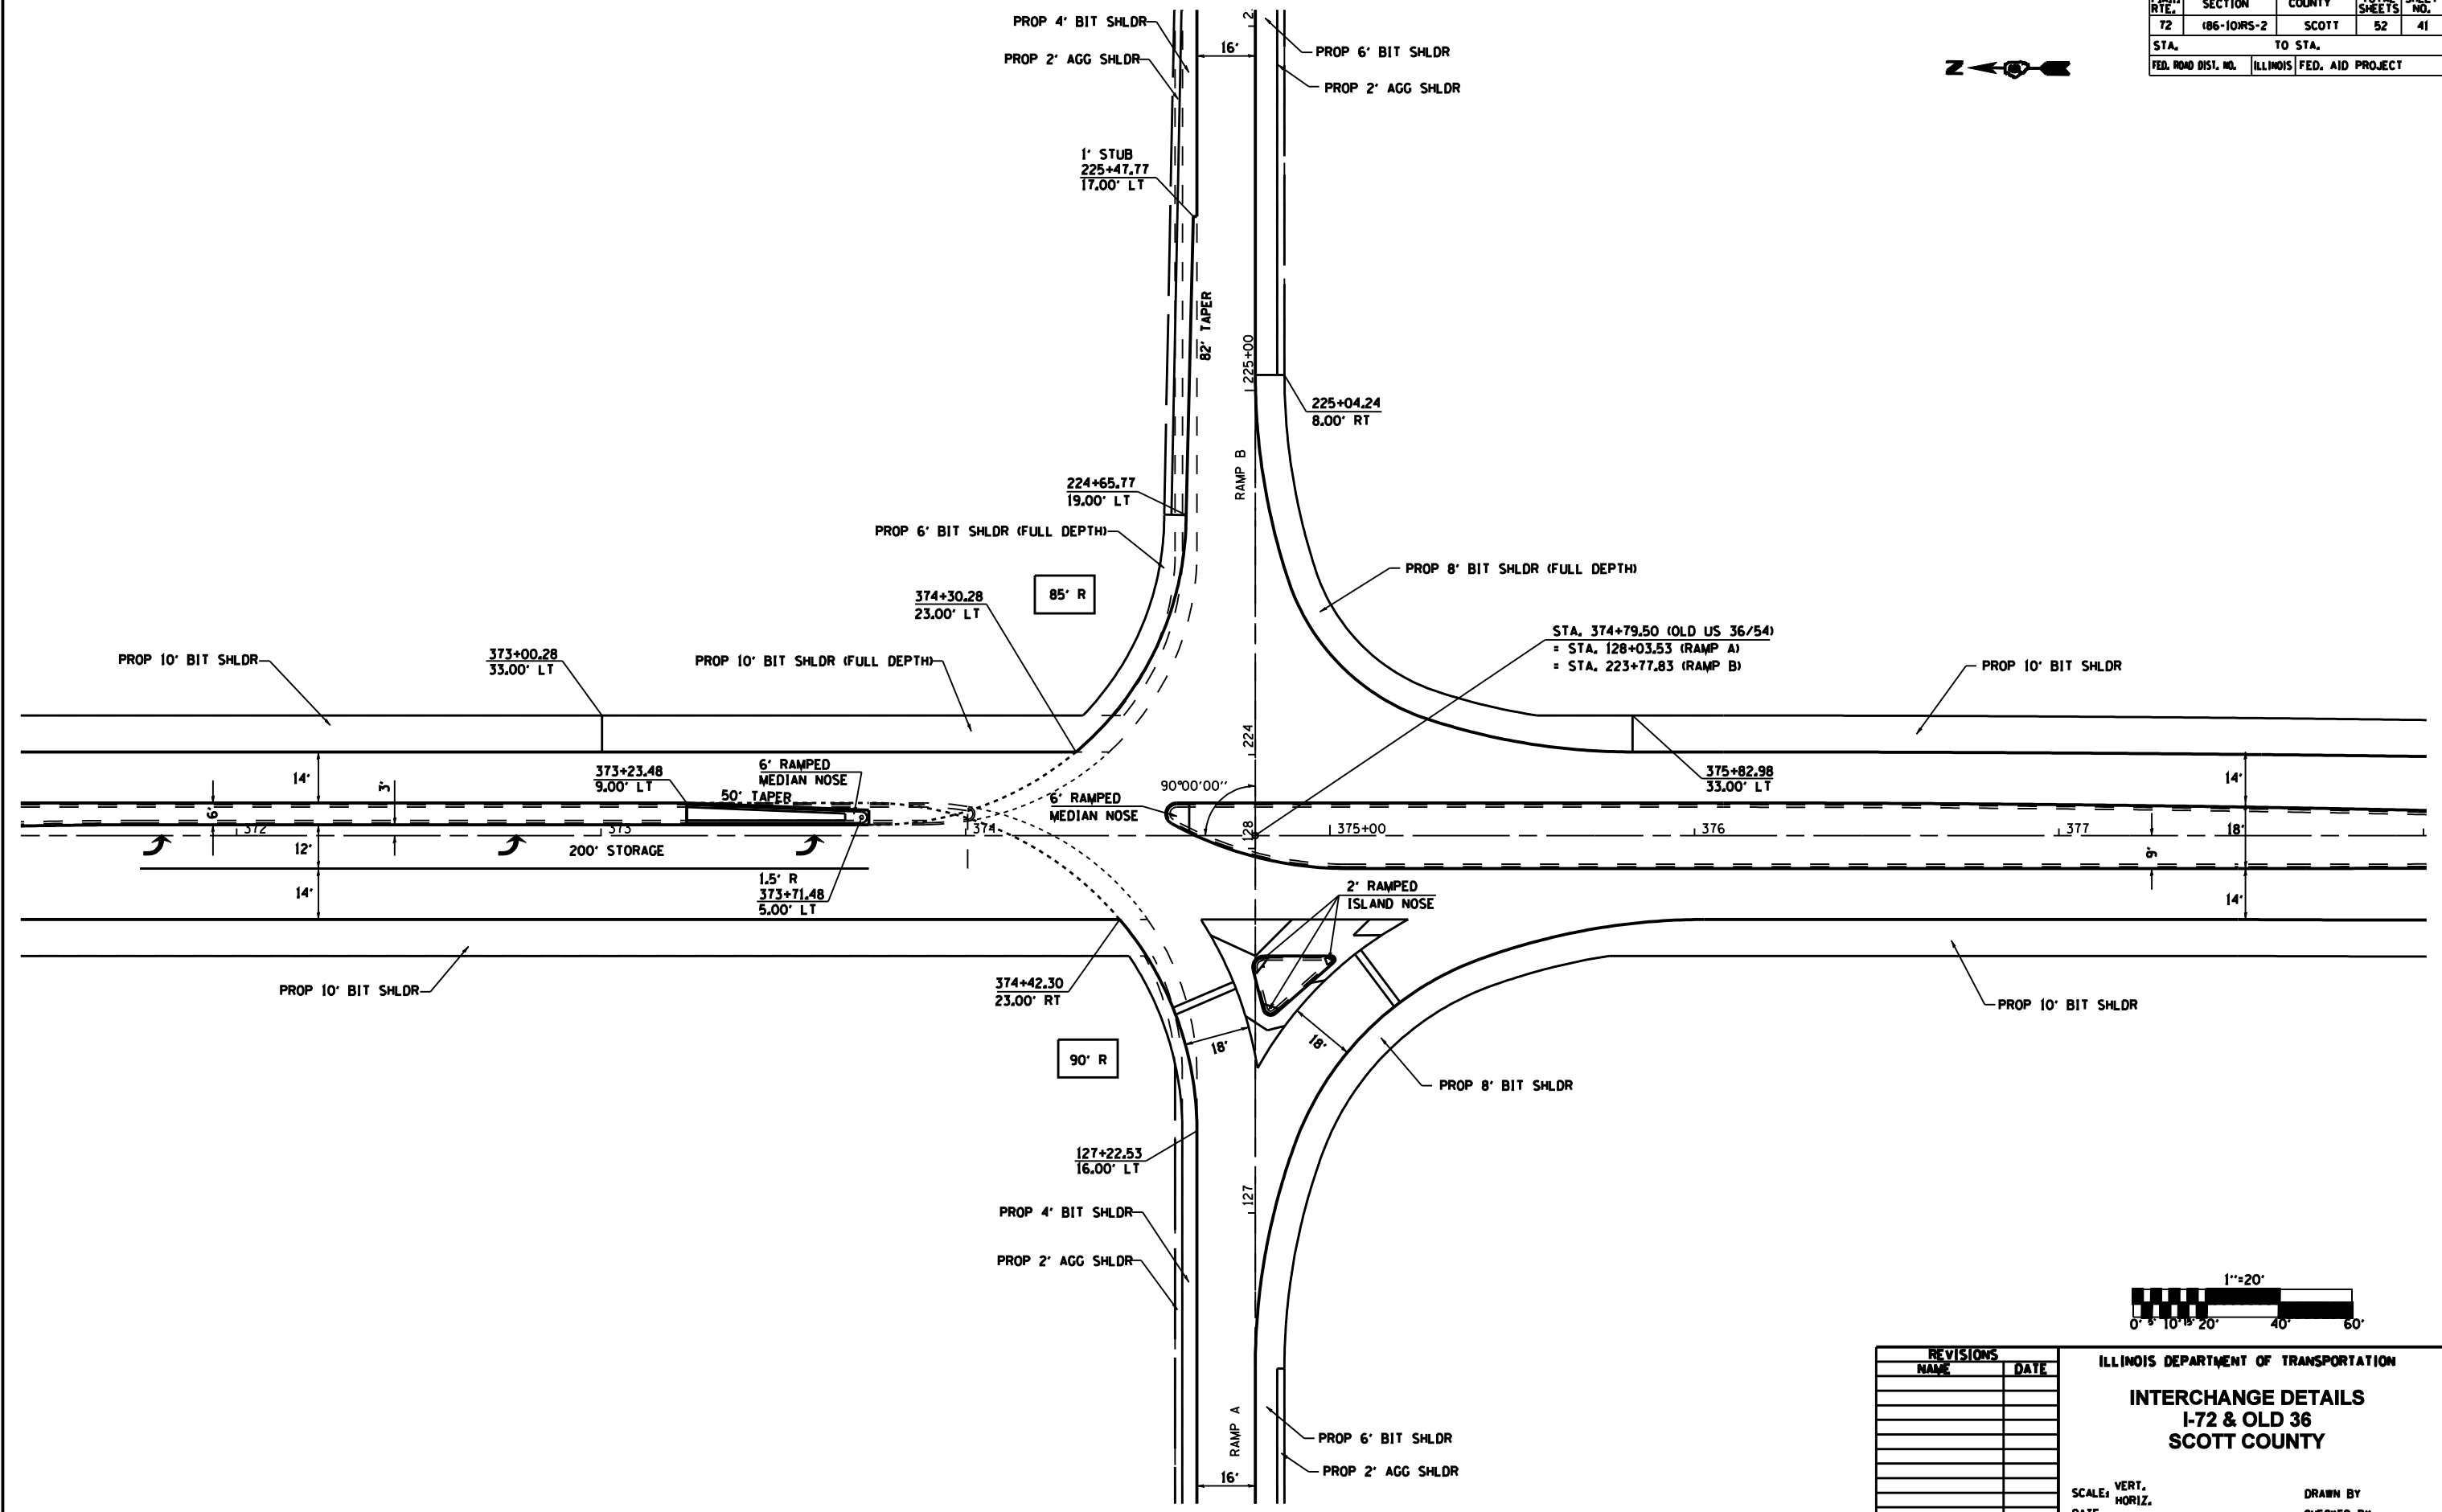 RTE.
SECTION
COUNTY
SHEETS
NO.
72
(86-10)RS-2
SCOTT
52
41
STA.
TO STA.
FED. ROAD DIST. NO.
ILLINOIS
FED. AID PROJECT
Z
PROP 4' BIT SHLDR
PROP 2' AGG SHLDR
16'
PROP 6' BIT SHLDR
PROP 2' AGG SHLDR
1' STUB
225+47.77
17.00' LT
82' TAPER
225+00
225+04.24
8.00' RT
RAMP B
224+65.77
19.00' LT
PROP 6' BIT SHLDR (FULL DEPTH)
PROP 8' BIT SHLDR (FULL DEPTH)
85' R
374+30.28
23.00' LT
STA. 374+79.50 (OLD US 36/54)
= STA. 128+03.53 (RAMP A)
= STA. 223+77.83 (RAMP B)
PROP 10' BIT SHLDR
373+00.28
33.00' LT
PROP 10' BIT SHLDR (FULL DEPTH)
PROP 10' BIT SHLDR
224
14'
3'
373+23.48
9.00' LT
6' RAMPED
MEDIAN NOSE
50' TAPER
90°00'00''
6' RAMPED
MEDIAN NOSE
375+82.98
33.00' LT
14'
6'
372
373
374
128
375+00
376
377
18'
12'
200' STORAGE
9'
14'
1.5' R
373+71.48
5.00' LT
2' RAMPED
ISLAND NOSE
14'
PROP 10' BIT SHLDR
374+42.30
23.00' RT
PROP 10' BIT SHLDR
18'
18'
90' R
PROP 8' BIT SHLDR
127+22.53
16.00' LT
127
PROP 4' BIT SHLDR
PROP 2' AGG SHLDR
1''=20'
0' 5' 10' 15' 20' 40' 60'
RAMP A
PROP 6' BIT SHLDR
PROP 2' AGG SHLDR
16'
REVISIONS
NAME
DATE
ILLINOIS DEPARTMENT OF TRANSPORTATION
INTERCHANGE DETAILS
I-72 & OLD 36
SCOTT COUNTY
SCALE: VERT.
HORIZ.
DRAWN BY